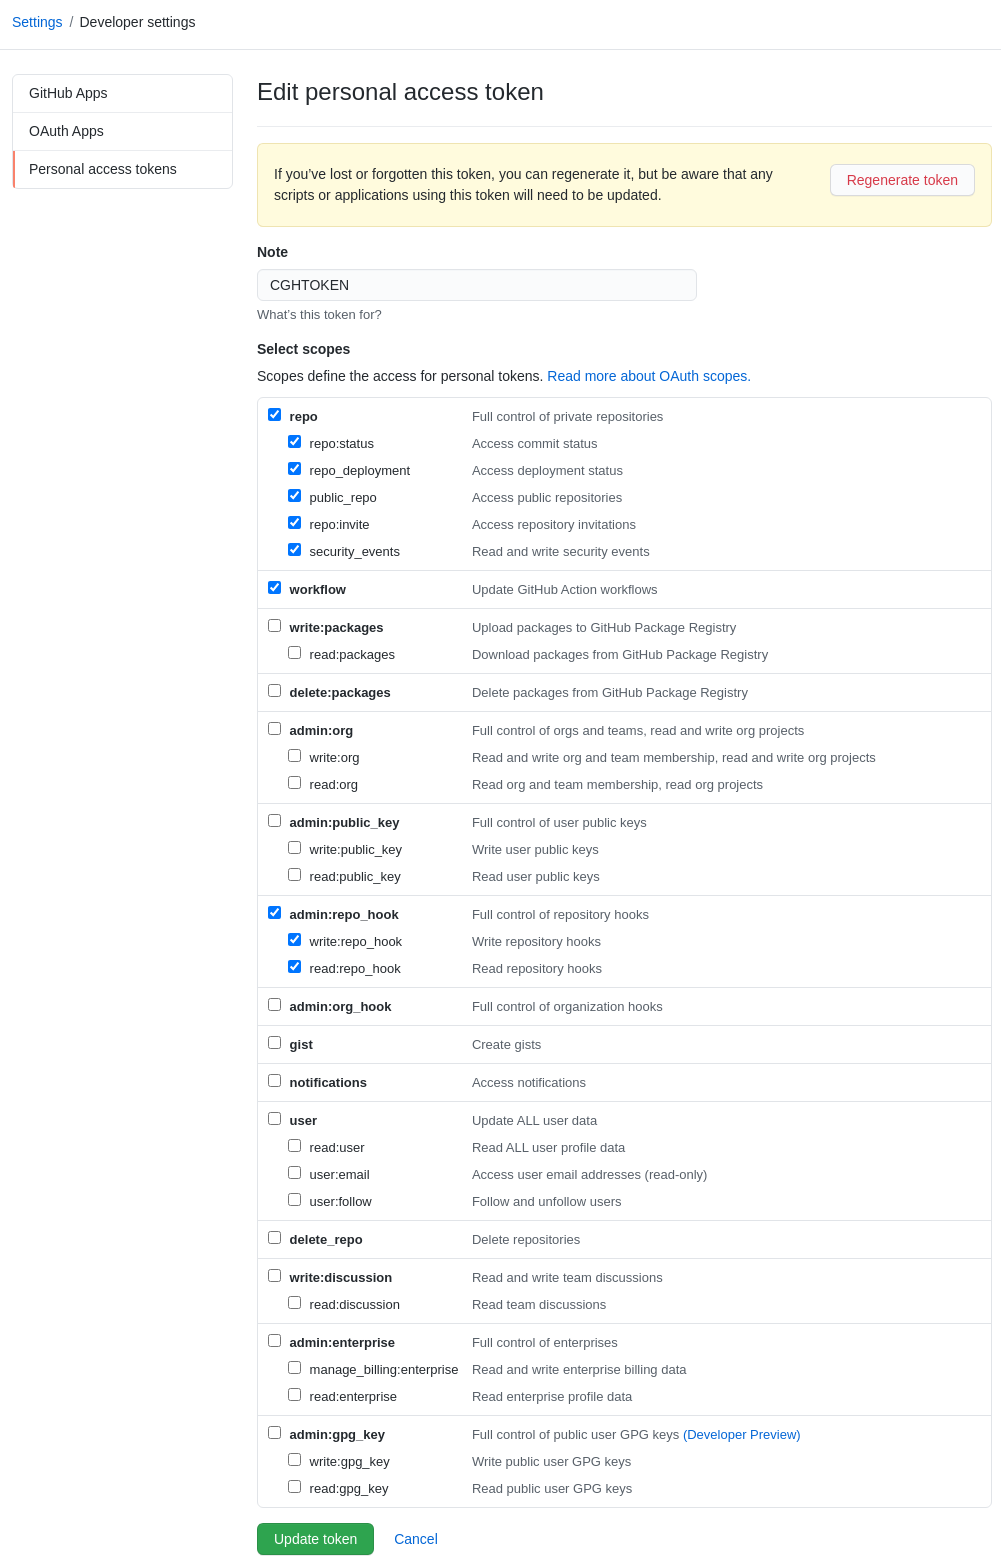 Settings / Developer settings
GitHub Apps
OAuth Apps
Personal access tokens
Edit personal access token
If you’ve lost or forgotten this token, you can regenerate it, but be aware that any
scripts or applications using this token will need to be updated.
Regenerate token
Note
CGHTOKEN
What’s this token for?
Select scopes
Scopes define the access for personal tokens. Read more about OAuth scopes.
repo Full control of private repositories
repo:status Access commit status
repo_deployment Access deployment status
public_repo Access public repositories
repo:invite Access repository invitations
security_events Read and write security events
workflow Update GitHub Action workflows
write:packages Upload packages to GitHub Package Registry
read:packages Download packages from GitHub Package Registry
delete:packages Delete packages from GitHub Package Registry
admin:org Full control of orgs and teams, read and write org projects
write:org Read and write org and team membership, read and write org projects
read:org Read org and team membership, read org projects
admin:public_key Full control of user public keys
write:public_key Write user public keys
read:public_key Read user public keys
admin:repo_hook Full control of repository hooks
write:repo_hook Write repository hooks
read:repo_hook Read repository hooks
admin:org_hook Full control of organization hooks
gist Create gists
notifications Access notifications
user Update ALL user data
read:user Read ALL user profile data
user:email Access user email addresses (read-only)
user:follow Follow and unfollow users
delete_repo Delete repositories
write:discussion Read and write team discussions
read:discussion Read team discussions
admin:enterprise Full control of enterprises
manage_billing:enterprise Read and write enterprise billing data
read:enterprise Read enterprise profile data
admin:gpg_key Full control of public user GPG keys (Developer Preview)
write:gpg_key Write public user GPG keys
read:gpg_key Read public user GPG keys
Update token Cancel